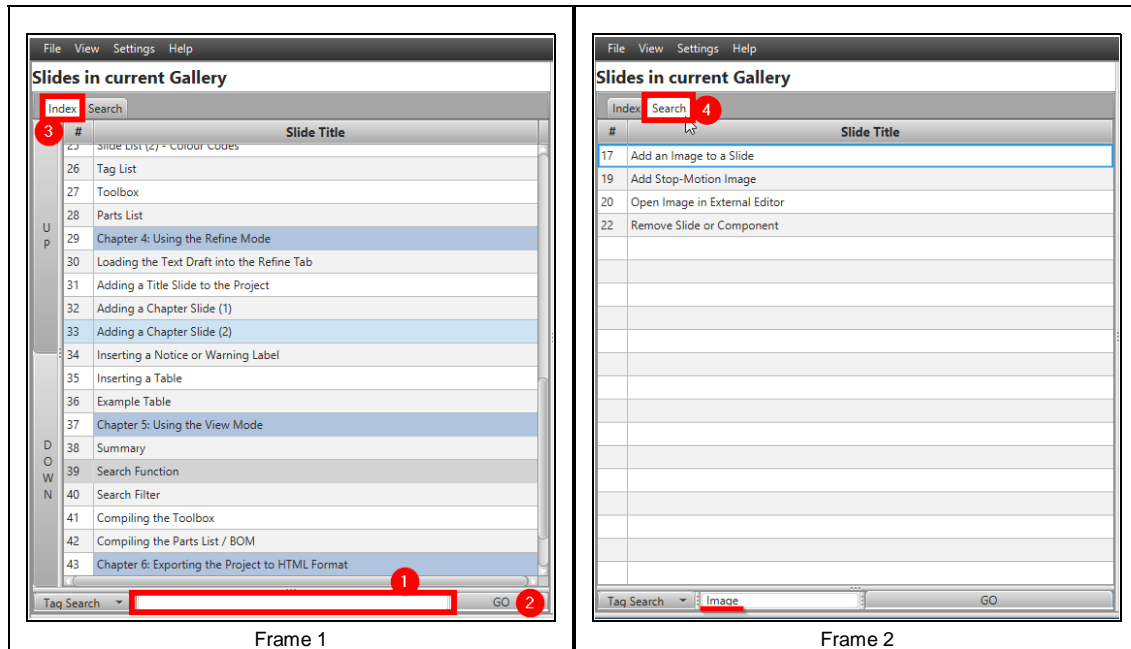 File View Settings Help
Slides in current Gallery
Index Search
3 # Slide Title
25 Slide List (2) - Colour Codes
26 Tag List
27 Toolbox
28 Parts List
29 Chapter 4: Using the Refine Mode
30 Loading the Text Draft into the Refine Tab
31 Adding a Title Slide to the Project
32 Adding a Chapter Slide (1)
33 Adding a Chapter Slide (2)
34 Inserting a Notice or Warning Label
35 Inserting a Table
36 Example Table
37 Chapter 5: Using the View Mode
38 Summary
39 Search Function
40 Search Filter
41 Compiling the Toolbox
42 Compiling the Parts List / BOM
43 Chapter 6: Exporting the Project to HTML Format
U
P
D
O
W
N
1
Tag Search GO 2
Frame 1
File View Settings Help
Slides in current Gallery
Index Search 4
# Slide Title
17 Add an Image to a Slide
19 Add Stop-Motion Image
20 Open Image in External Editor
22 Remove Slide or Component
Tag Search Image GO
Frame 2